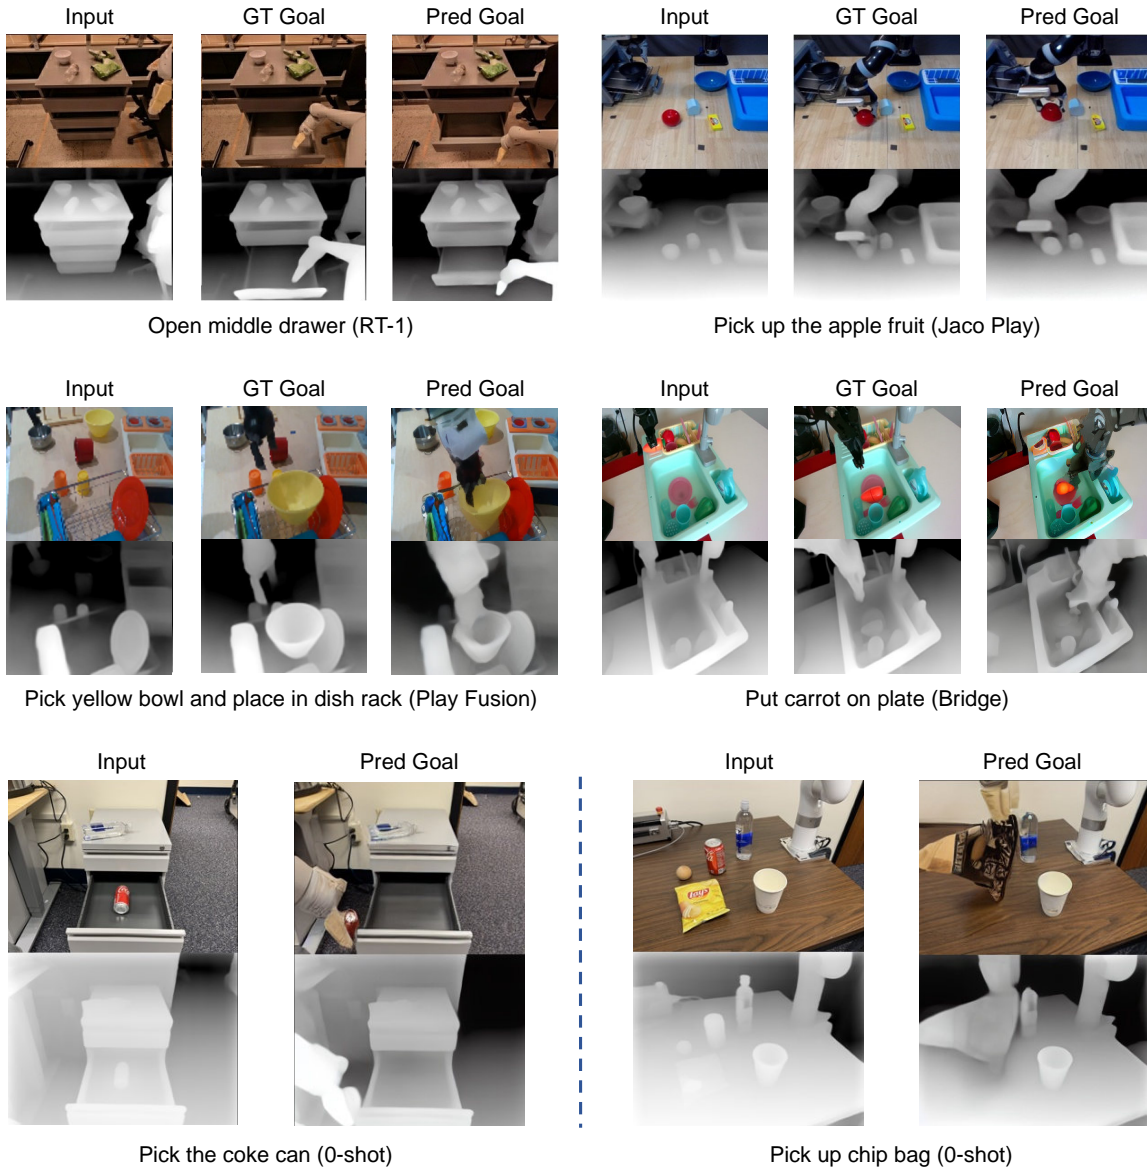 Input GT Goal Pred Goal Input GT Goal Pred Goal
Open middle drawer (RT-1) Pick up the apple fruit (Jaco Play)
Input GT Goal Pred Goal Input GT Goal Pred Goal
Pick yellow bowl and place in dish rack (Play Fusion) Put carrot on plate (Bridge)
Input Pred Goal Input Pred Goal
Lay's
Pick the coke can (0-shot) Pick up chip bag (0-shot)